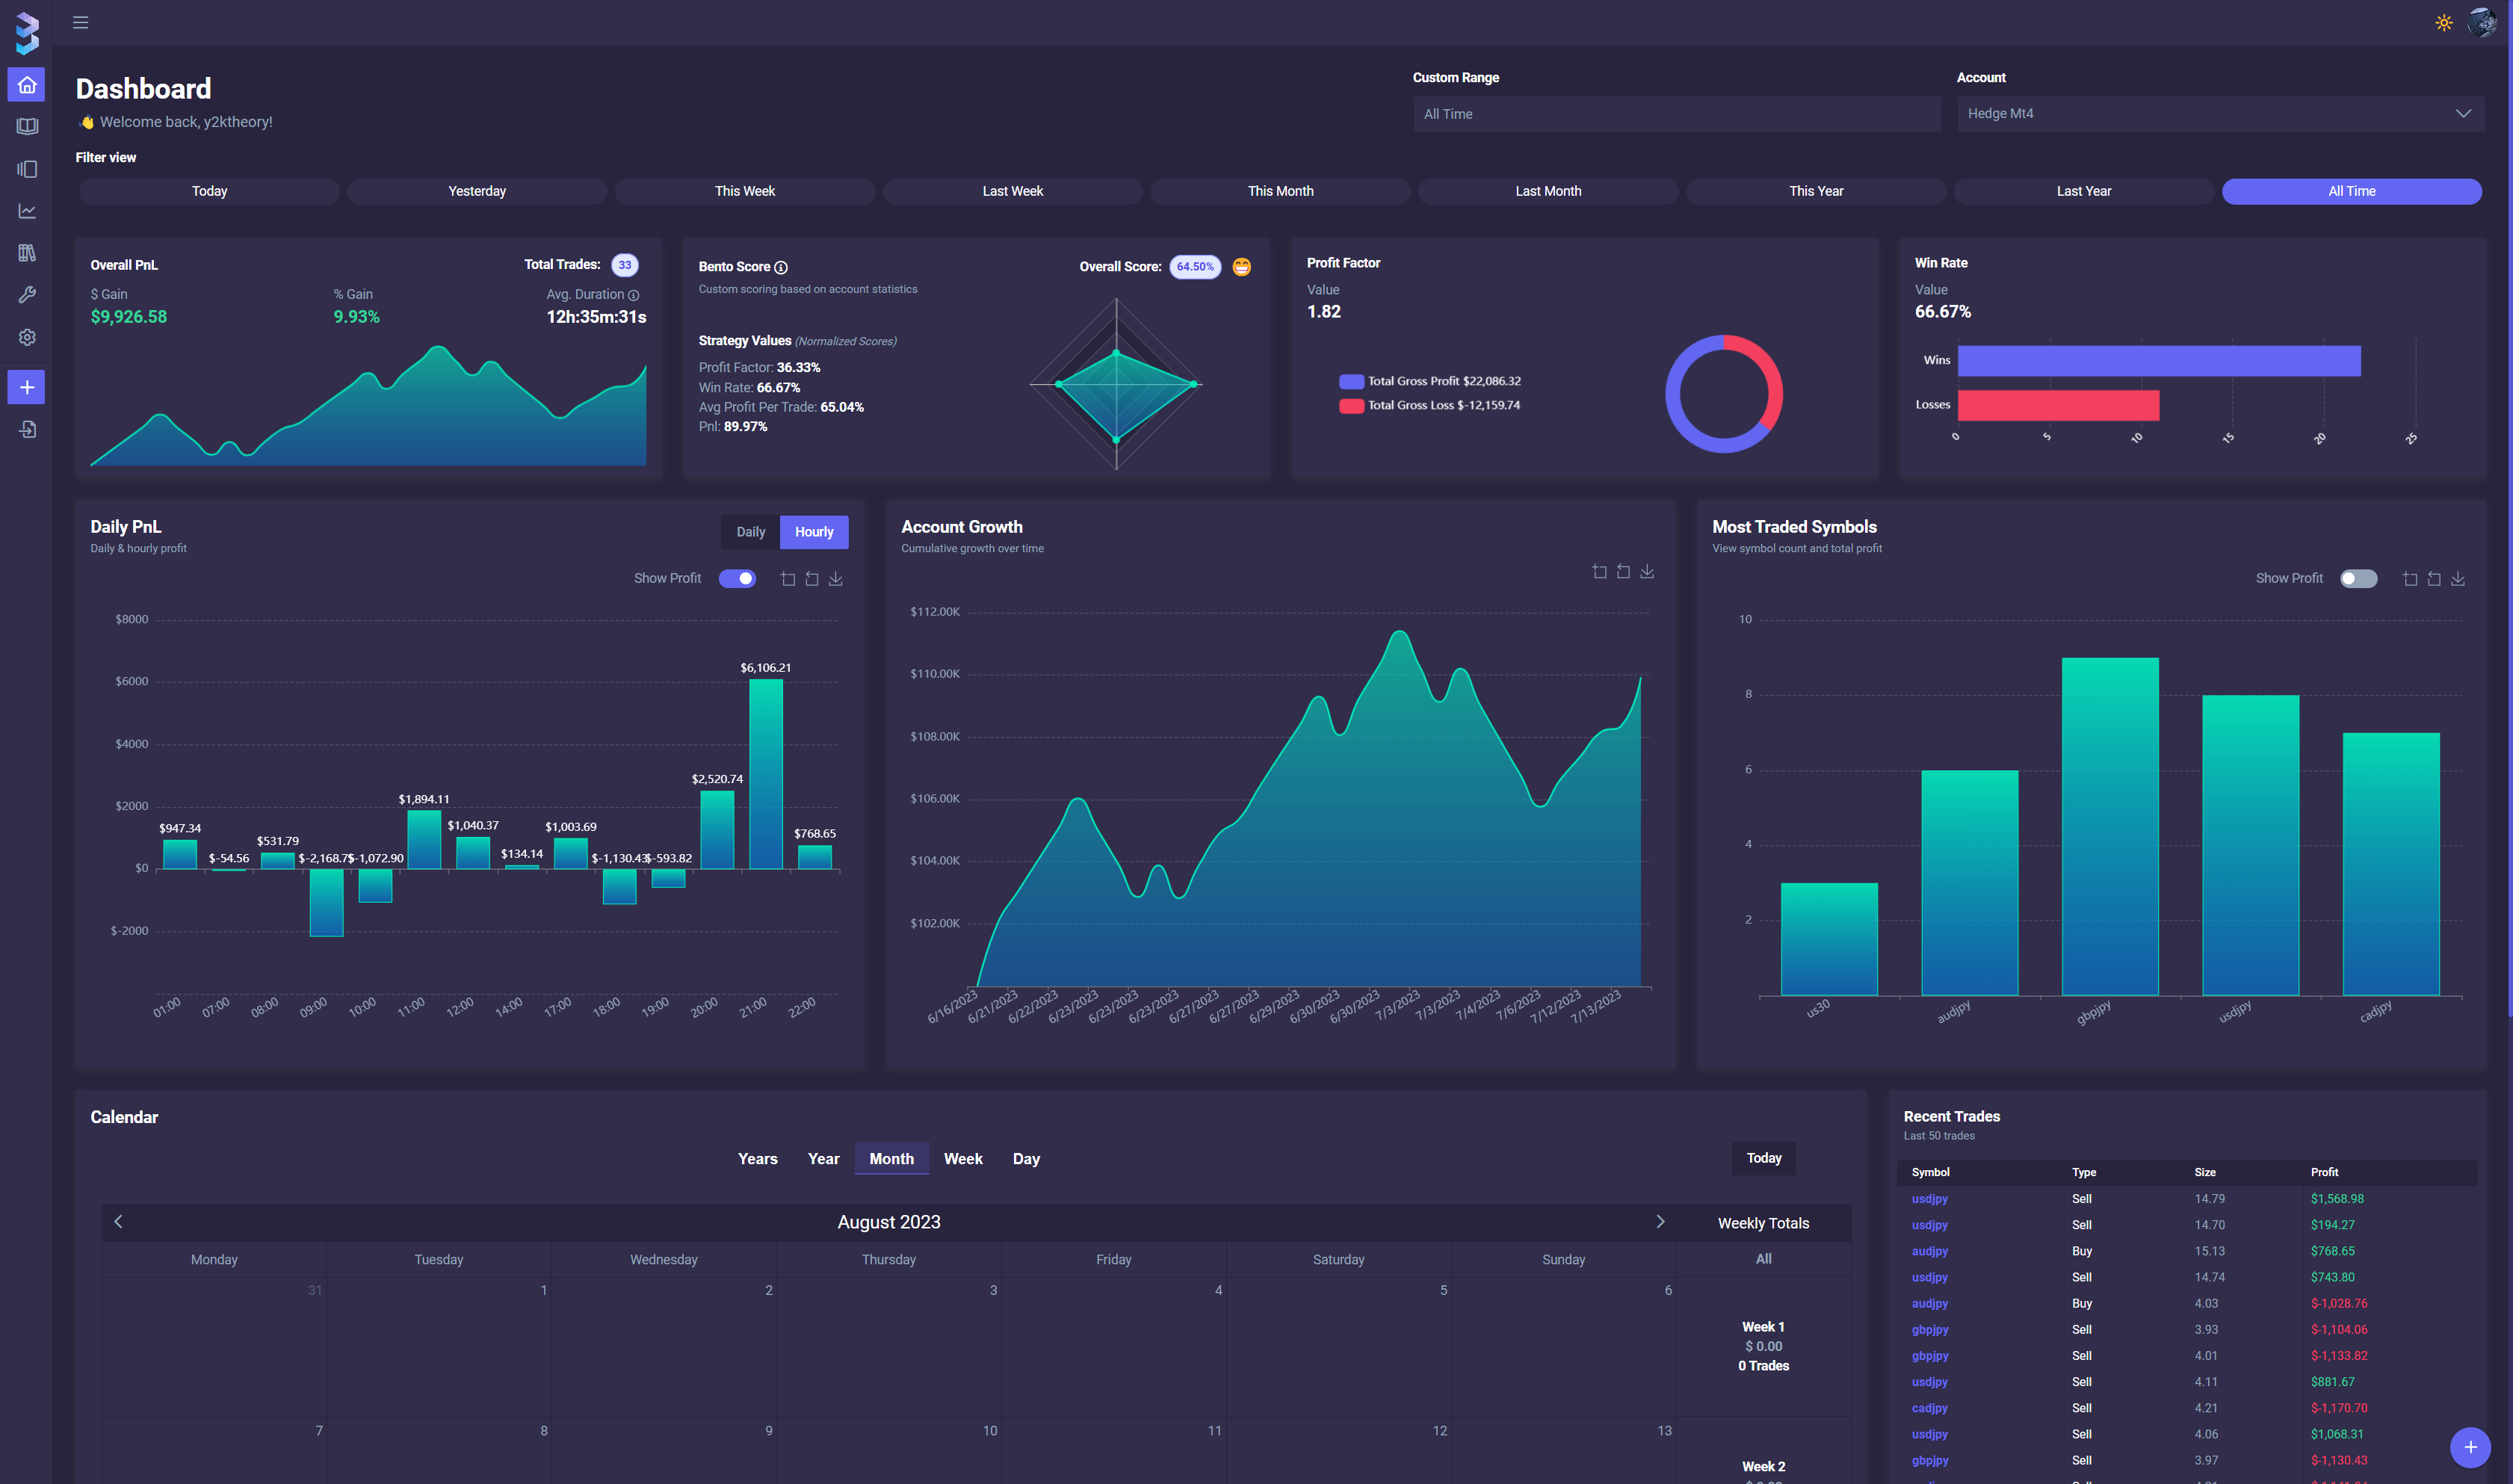 Dashboard
👋 Welcome back, y2ktheory!
Custom Range
All Time
Account
Hedge Mt4
Filter view
Today
Yesterday
This Week
Last Week
This Month
Last Month
This Year
Last Year
All Time
Overall PnL
Total Trades: 33
$ Gain
$9,926.58
% Gain
9.93%
Avg. Duration
12h:35m:31s
Bento Score
Overall Score: 64.50%
Custom scoring based on account statistics
Strategy Values (Normalized Scores)
Profit Factor: 36.33%
Win Rate: 66.67%
Avg Profit Per Trade: 65.04%
Pnl: 89.97%
Profit Factor
Value
1.82
Total Gross Profit $22,086.32
Total Gross Loss $-12,159.74
Win Rate
Value
66.67%
Wins
Losses
0
5
10
15
20
25
Daily PnL
Daily & hourly profit
Daily
Hourly
Show Profit
$8000
$6000
$4000
$2000
$0
$-2000
$947.34
$-54.56
$531.79
$-2,168.75
$-1,072.90
$1,894.11
$1,040.37
$134.14
$1,003.69
$-1,130.43
$-593.82
$2,520.74
$6,106.21
$768.65
01:00
07:00
08:00
09:00
10:00
11:00
12:00
14:00
17:00
18:00
19:00
20:00
21:00
22:00
Account Growth
Cumulative growth over time
$112.00K
$110.00K
$108.00K
$106.00K
$104.00K
$102.00K
6/16/2023
6/21/2023
6/22/2023
6/23/2023
6/23/2023
6/23/2023
6/27/2023
6/27/2023
6/29/2023
6/30/2023
6/30/2023
7/3/2023
7/3/2023
7/4/2023
7/6/2023
7/12/2023
7/13/2023
Most Traded Symbols
View symbol count and total profit
Show Profit
10
8
6
4
2
us30
audjpy
gbpjpy
usdjpy
cadjpy
Calendar
Years
Year
Month
Week
Day
Today
August 2023
Weekly Totals
Monday
Tuesday
Wednesday
Thursday
Friday
Saturday
Sunday
All
31
1
2
3
4
5
6
Week 1
$ 0.00
0 Trades
7
8
9
10
11
12
13
Week 2
Recent Trades
Last 50 trades
Symbol Type Size Profit
usdjpy Sell 14.79 $1,568.98
usdjpy Sell 14.70 $194.27
audjpy Buy 15.13 $768.65
usdjpy Sell 14.74 $743.80
audjpy Buy 4.03 $-1,028.76
gbpjpy Sell 3.93 $-1,104.06
gbpjpy Sell 4.01 $-1,133.82
usdjpy Sell 4.11 $881.67
cadjpy Sell 4.21 $-1,170.70
usdjpy Sell 4.06 $1,068.31
gbpjpy Sell 3.97 $-1,130.43